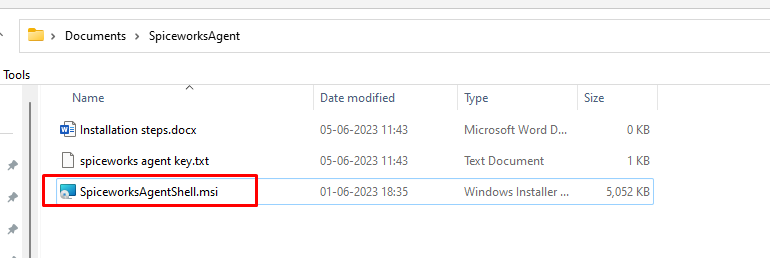 Documents > SpiceworksAgent
Tools
Name Date modified Type Size
Installation steps.docx 05-06-2023 11:43 Microsoft Word D... 0 KB
spiceworks agent key.txt 05-06-2023 11:43 Text Document 1 KB
SpiceworksAgentShell.msi 01-06-2023 18:35 Windows Installer ... 5,052 KB